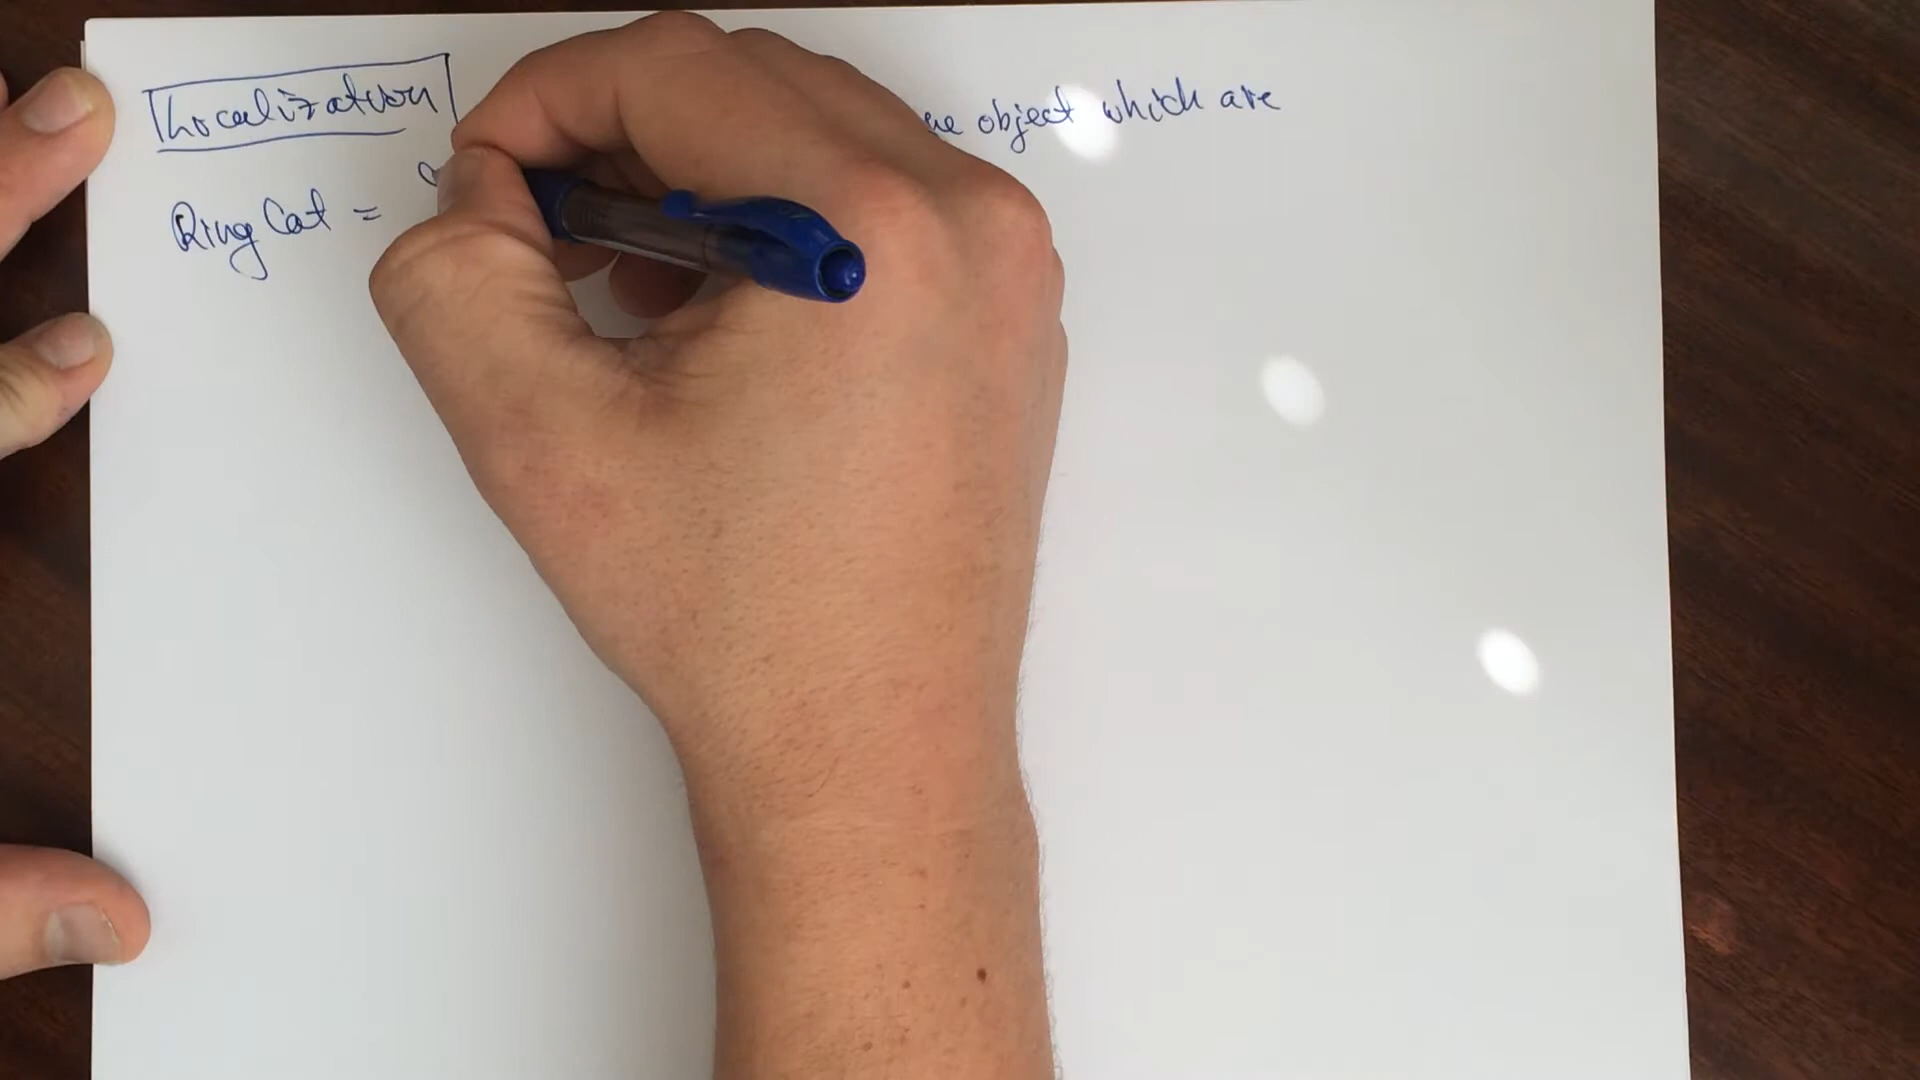 Localization object which are
Ring Cat =